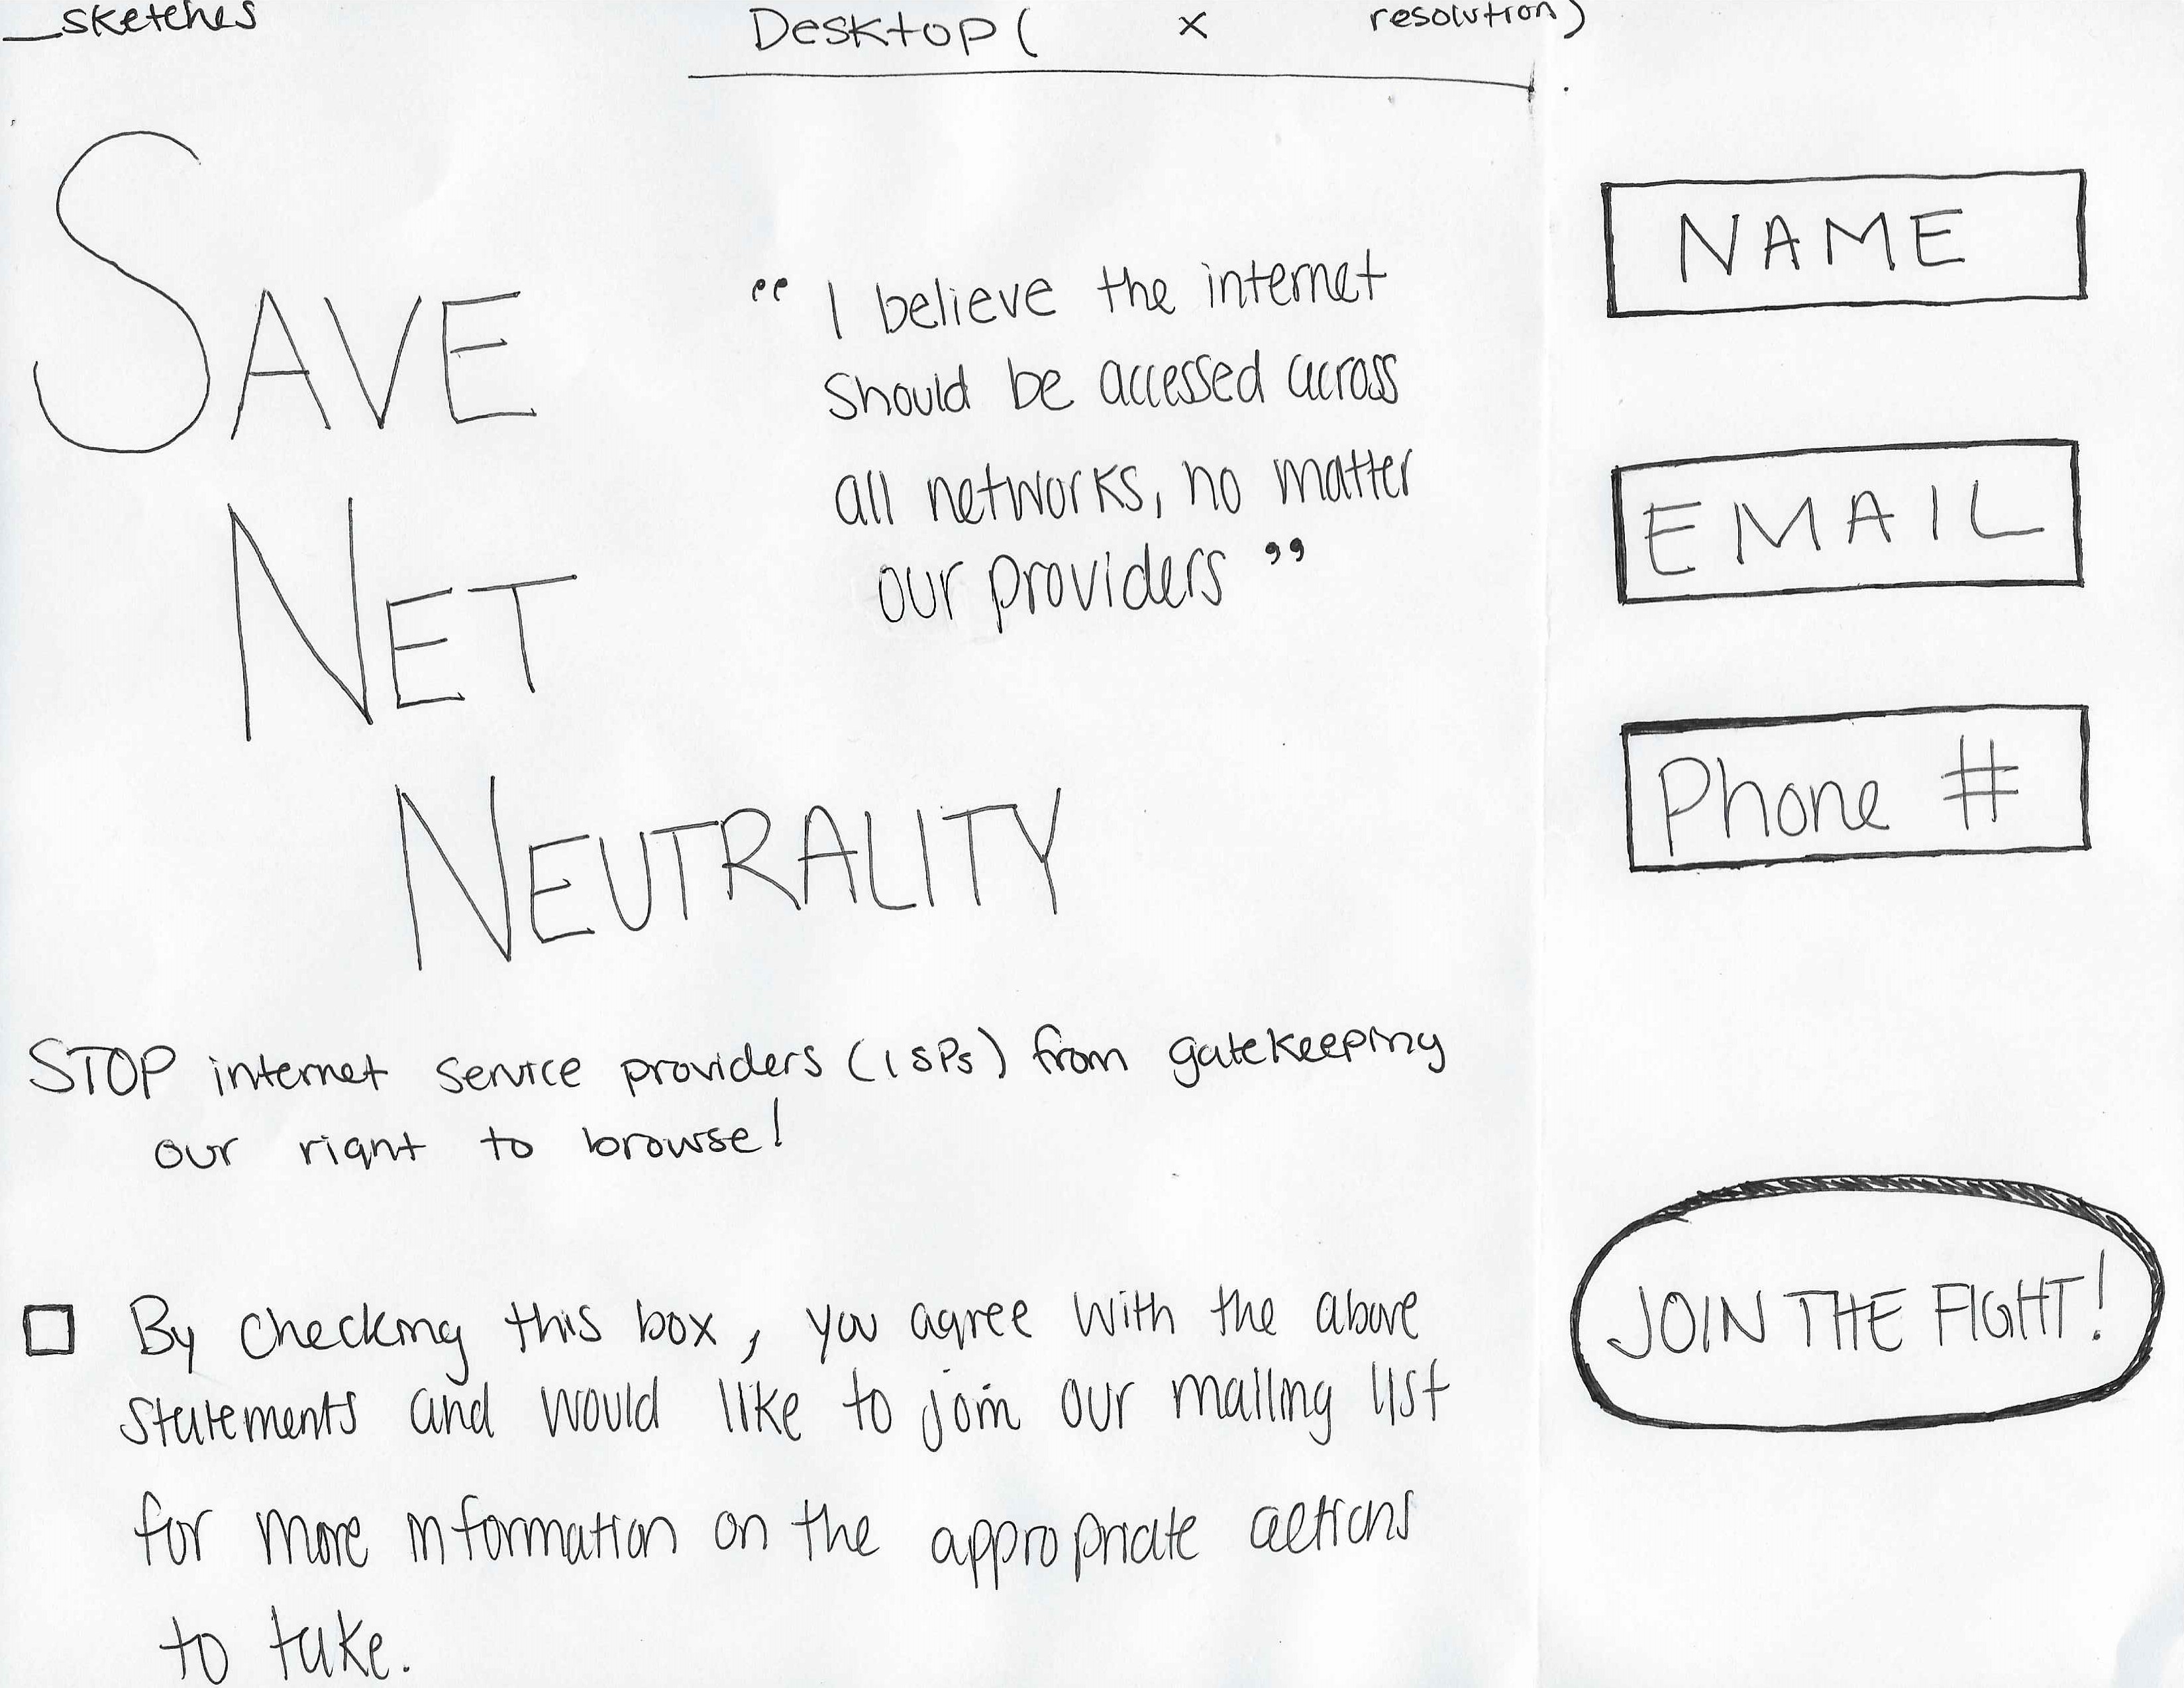 __sketches
Desktop ( x resolution)
SAVE
NET
NEUTRALITY
“ I believe the internet
should be accessed across
all networks, no matter
our providers ”
STOP internet service providers (ISPs) from gatekeeping
our right to browse!
By checking this box, you agree with the above
statements and would like to join our mailing list
for more information on the appropriate actions
to take.
NAME
EMAIL
Phone #
JOIN THE FIGHT!